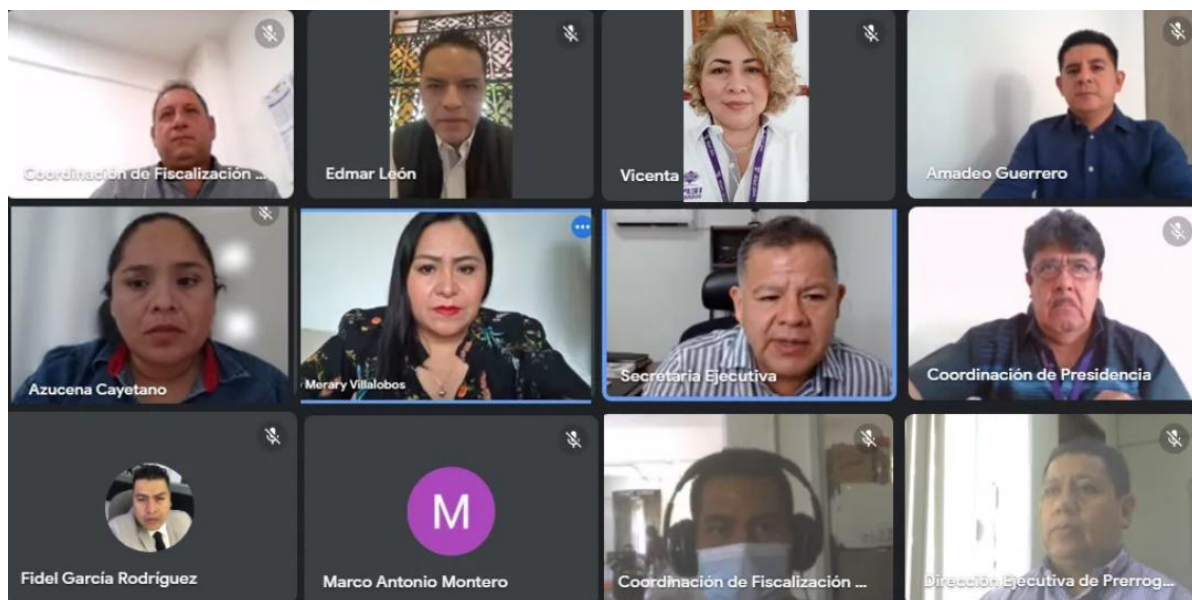 Coordinación de Fiscalización ...
Edmar León
Vicenta
Amadeo Guerrero
Azucena Cayetano
Merary Villalobos
Secretaria Ejecutiva
Coordinación de Presidencia
Fidel García Rodríguez
M
Marco Antonio Montero
Coordinación de Fiscalización ...
Dirección Ejecutiva de Prerrog...